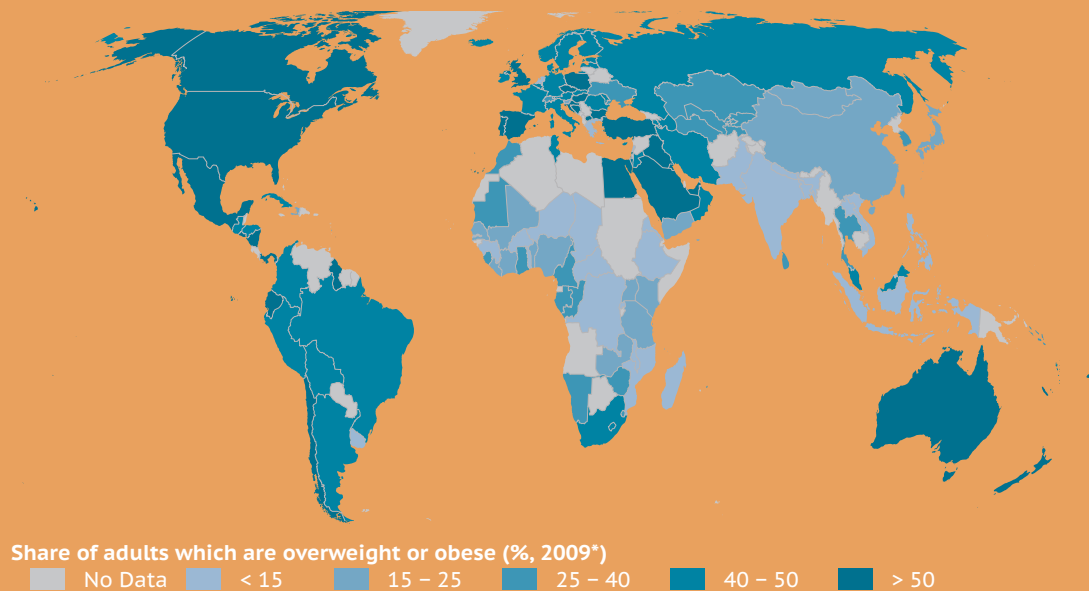 Share of adults which are overweight or obese (%, 2009*)
No Data < 15 15 – 25 25 – 40 40 – 50 > 50